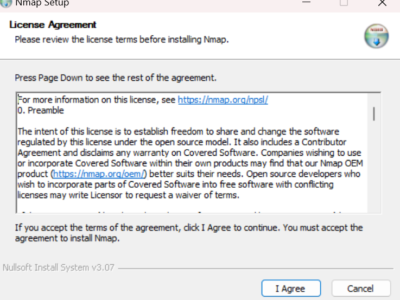 Nmap Setup
License Agreement
Please review the license terms before installing Nmap.
Press Page Down to see the rest of the agreement.
For more information on this license, see https://nmap.org/npsl/
0. Preamble
The intent of this license is to establish freedom to share and change the software
regulated by this license under the open source model. It also includes a Contributor
Agreement and disclaims any warranty on Covered Software. Companies wishing to use
or incorporate Covered Software within their own products may find that our Nmap OEM
product (https://nmap.org/oem/) better suits their needs. Open source developers who
wish to incorporate parts of Covered Software into free software with conflicting
licenses may write Licensor to request a waiver of terms.
If you accept the terms of the agreement, click I Agree to continue. You must accept the
agreement to install Nmap.
Nullsoft Install System v3.07
I Agree
Cancel